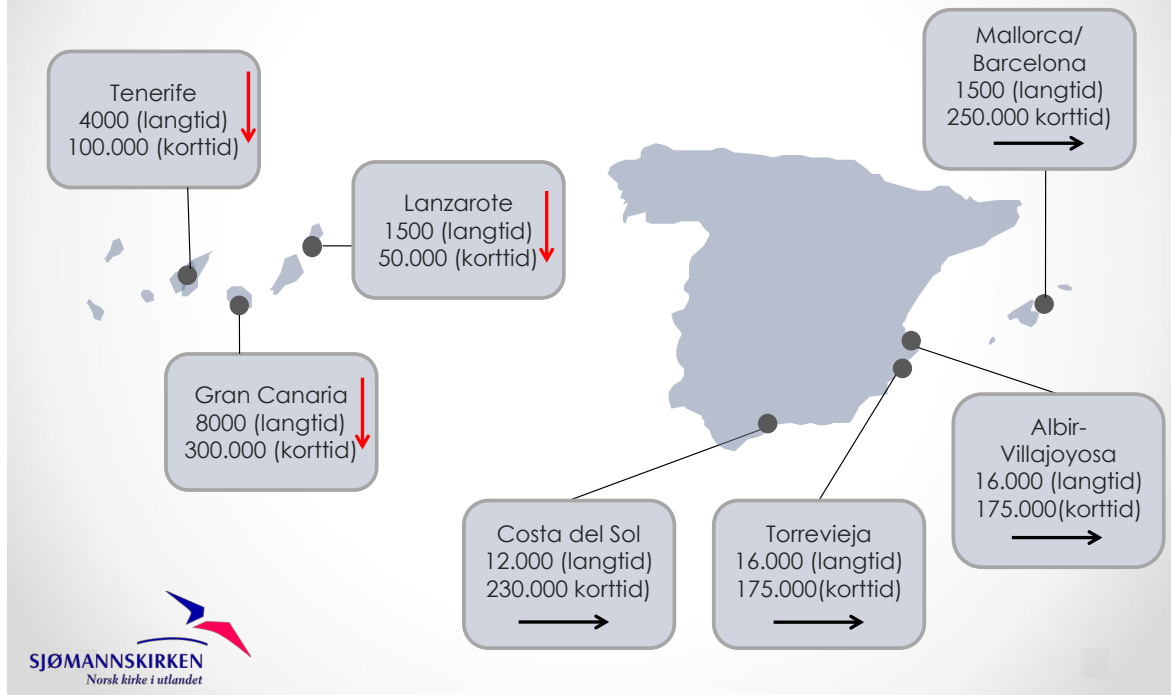 Tenerife
4000 (langtid)
100.000 (korttid)
Lanzarote
1500 (langtid)
50.000 (korttid)
Gran Canaria
8000 (langtid)
300.000 (korttid)
Mallorca/
Barcelona
1500 (langtid)
250.000 korttid)
Albir-
Villajoyosa
16.000 (langtid)
175.000(korttid)
Costa del Sol
12.000 (langtid)
230.000 korttid)
Torrevieja
16.000 (langtid)
175.000(korttid)
SJØMANNSKIRKEN
Norsk kirke i utlandet